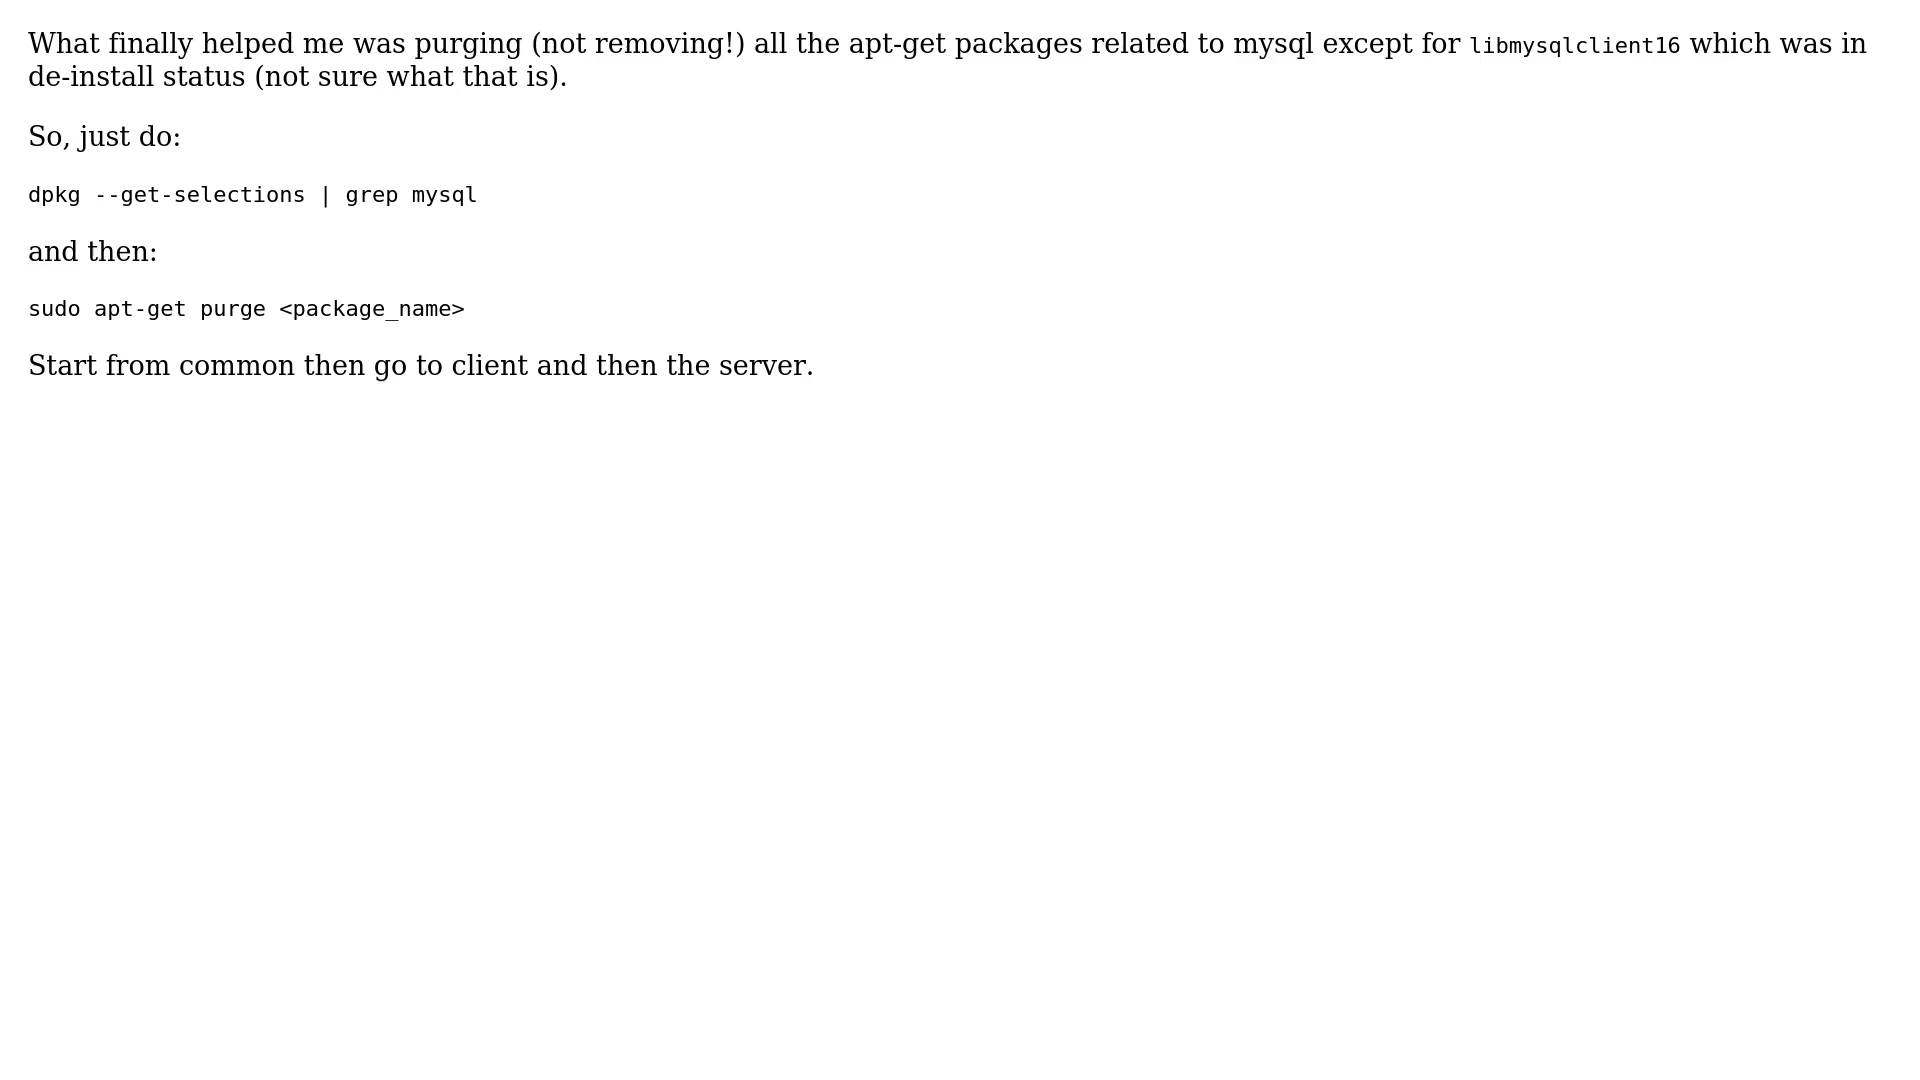 What finally helped me was purging (not removing!) all the apt-get packages related to mysql except for libmysqlclient16 which was in
de-install status (not sure what that is).
So, just do:
dpkg --get-selections | grep mysql
and then:
sudo apt-get purge <package_name>
Start from common then go to client and then the server.